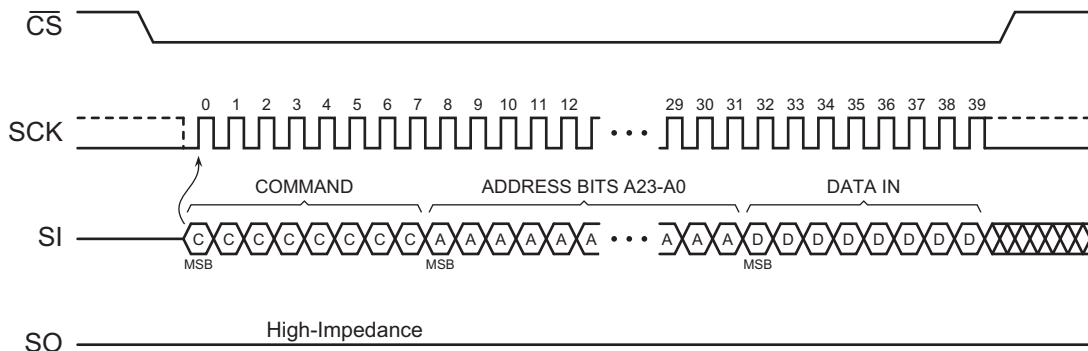 CS
0 1 2 3 4 5 6 7 8 9 10 11 12 29 30 31 32 33 34 35 36 37 38 39
SCK
COMMAND ADDRESS BITS A23-A0 DATA IN
SI C C C C C C C C A A A A A A A A A D D D D D D D D
MSB MSB MSB
High-Impedance
SO